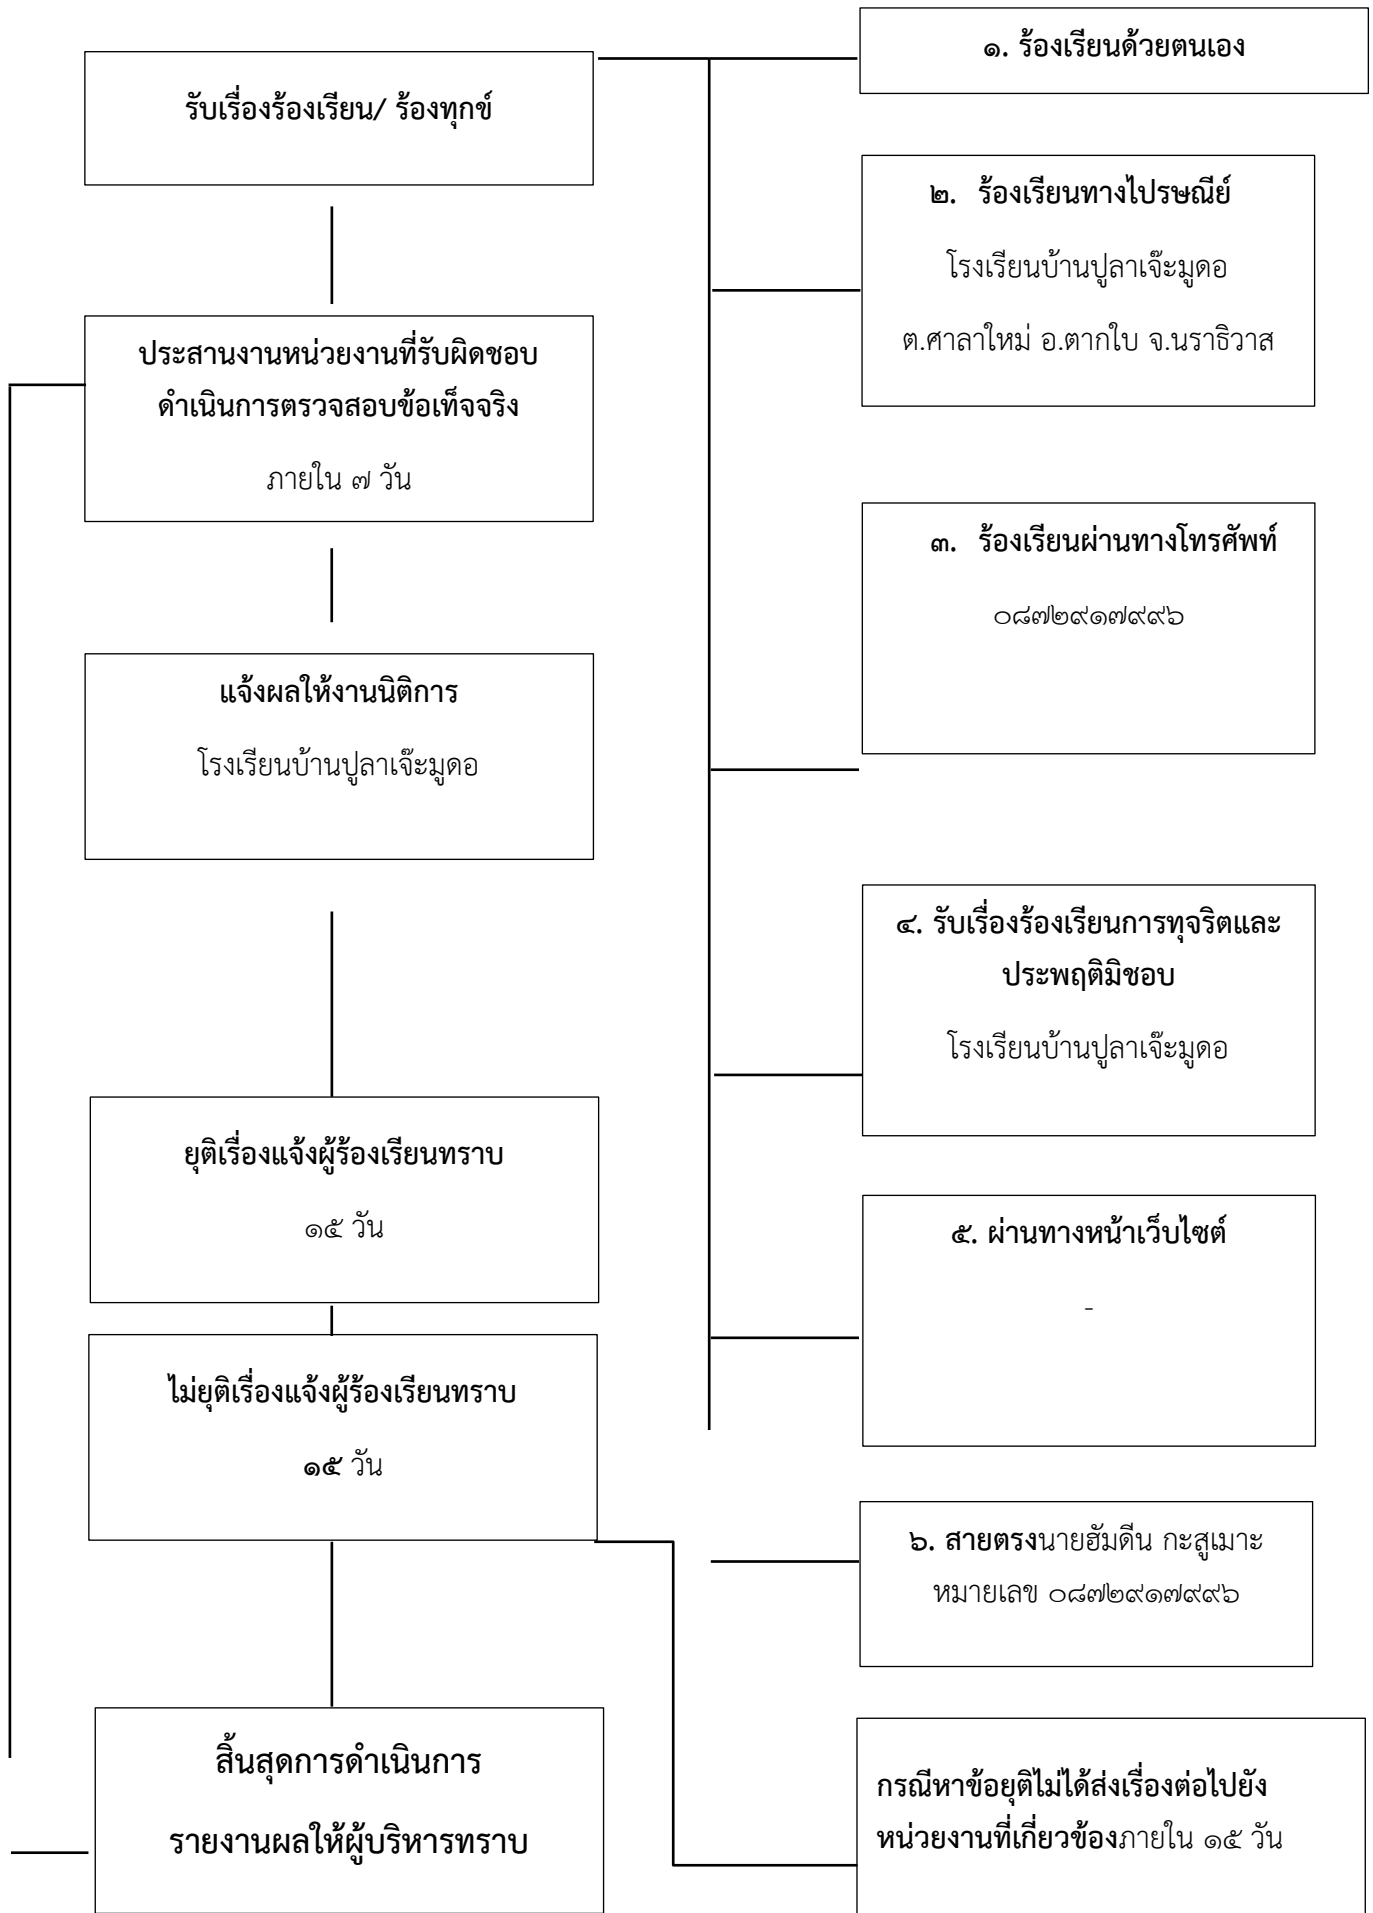 รับเรื่องร้องเรียน/ ร้องทุกข์
ประสานงานหน่วยงานที่รับผิดชอบ
ดำเนินการตรวจสอบข้อเท็จจริง
ภายใน ๗ วัน
แจ้งผลให้งานนิติการ
โรงเรียนบ้านปูลาเจ๊ะมูดอ
ยุติเรื่องแจ้งผู้ร้องเรียนทราบ
๑๕ วัน
ไม่ยุติเรื่องแจ้งผู้ร้องเรียนทราบ
๑๕ วัน
สิ้นสุดการดำเนินการ
รายงานผลให้ผู้บริหารทราบ
๑. ร้องเรียนด้วยตนเอง
๒. ร้องเรียนทางไปรษณีย์
โรงเรียนบ้านปูลาเจ๊ะมูดอ
ต.ศาลาใหม่ อ.ตากใบ จ.นราธิวาส
๓. ร้องเรียนผ่านทางโทรศัพท์
๐๘๗๒๙๑๗๙๙๖
๔. รับเรื่องร้องเรียนการทุจริตและ
ประพฤติมิชอบ
โรงเรียนบ้านปูลาเจ๊ะมูดอ
๕. ผ่านทางหน้าเว็บไซต์
-
๖. สายตรงนายฮัมดีน กะสูเมาะ
หมายเลข ๐๘๗๒๙๑๗๙๙๖
กรณีหาข้อยุติไม่ได้ส่งเรื่องต่อไปยัง
หน่วยงานที่เกี่ยวข้องภายใน ๑๕ วัน